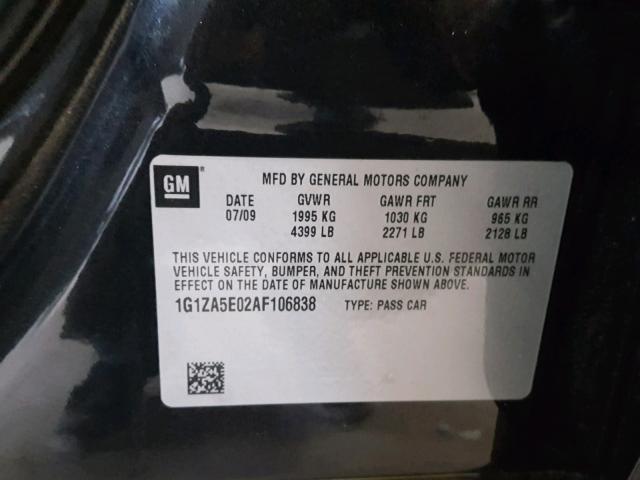 GM ®
MFD BY GENERAL MOTORS COMPANY
DATE GVWR GAWR FRT GAWR RR
07/09 1995 KG 1030 KG 965 KG
4399 LB 2271 LB 2128 LB
THIS VEHICLE CONFORMS TO ALL APPLICABLE U.S. FEDERAL MOTOR
VEHICLE SAFETY, BUMPER, AND THEFT PREVENTION STANDARDS IN
EFFECT ON THE DATE OF MANUFACTURE SHOWN ABOVE.
1G1ZA5E02AF106838 TYPE: PASS CAR